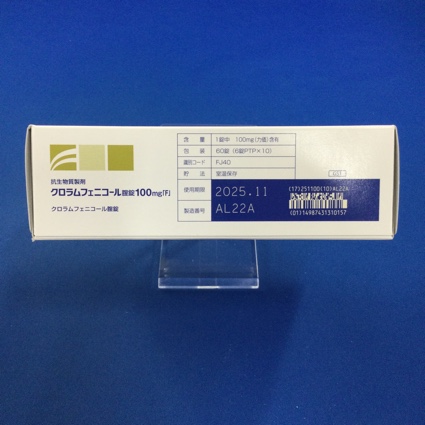 抗生物質製剤
クロラムフェニコール腟錠100mg「F」
クロラムフェニコール腟錠
含 量 1錠中 100mg(力価)含有
包 装 60錠(6錠PTP×10)
識別コード FJ40
貯 法 室温保存
使用期限 2025.11
製造番号 AL22A
(17)251100(10)AL22A
(01)14987431310157